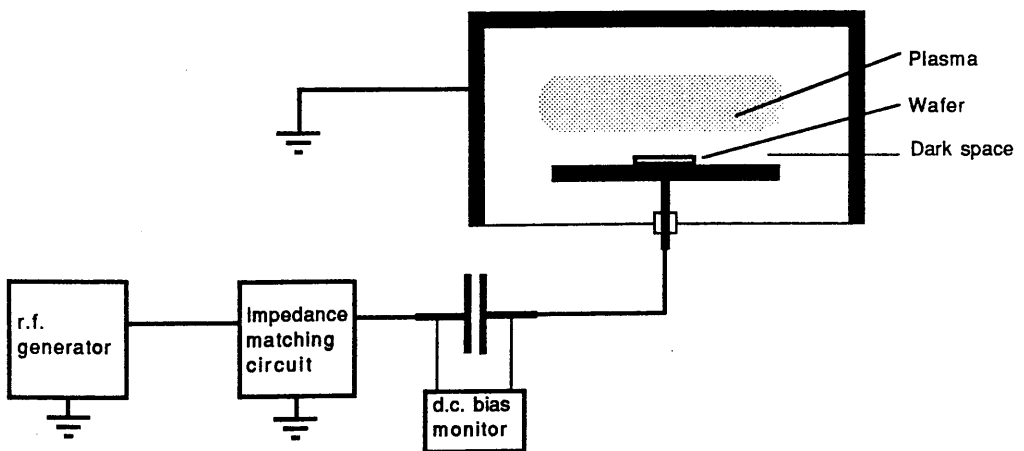 Plasma
Wafer
Dark space
r.f.
generator
Impedance
matching
circuit
d.c. bias
monitor